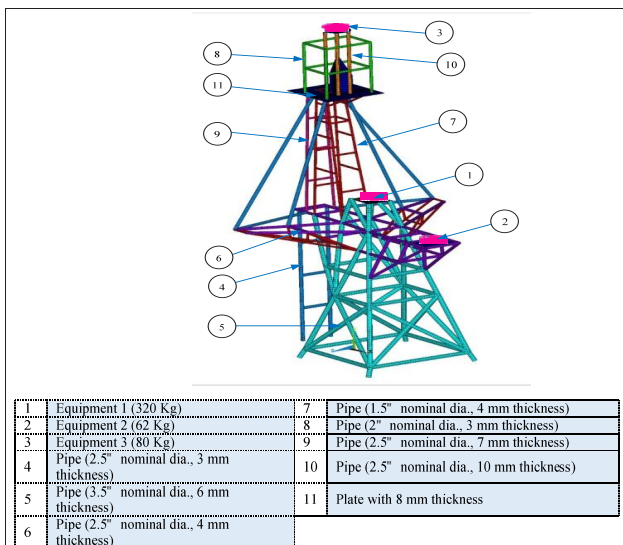 3
8
10
11
9
7
1
2
6
4
5
1 Equipment 1 (320 Kg) 7 Pipe (1.5" nominal dia., 4 mm thickness)
2 Equipment 2 (62 Kg) 8 Pipe (2" nominal dia., 3 mm thickness)
3 Equipment 3 (80 Kg) 9 Pipe (2.5" nominal dia., 7 mm thickness)
4 Pipe (2.5" nominal dia., 3 mm
thickness) 10 Pipe (2.5" nominal dia., 10 mm thickness)
5 Pipe (3.5" nominal dia., 6 mm
thickness) 11 Plate with 8 mm thickness
6 Pipe (2.5" nominal dia., 4 mm
thickness)